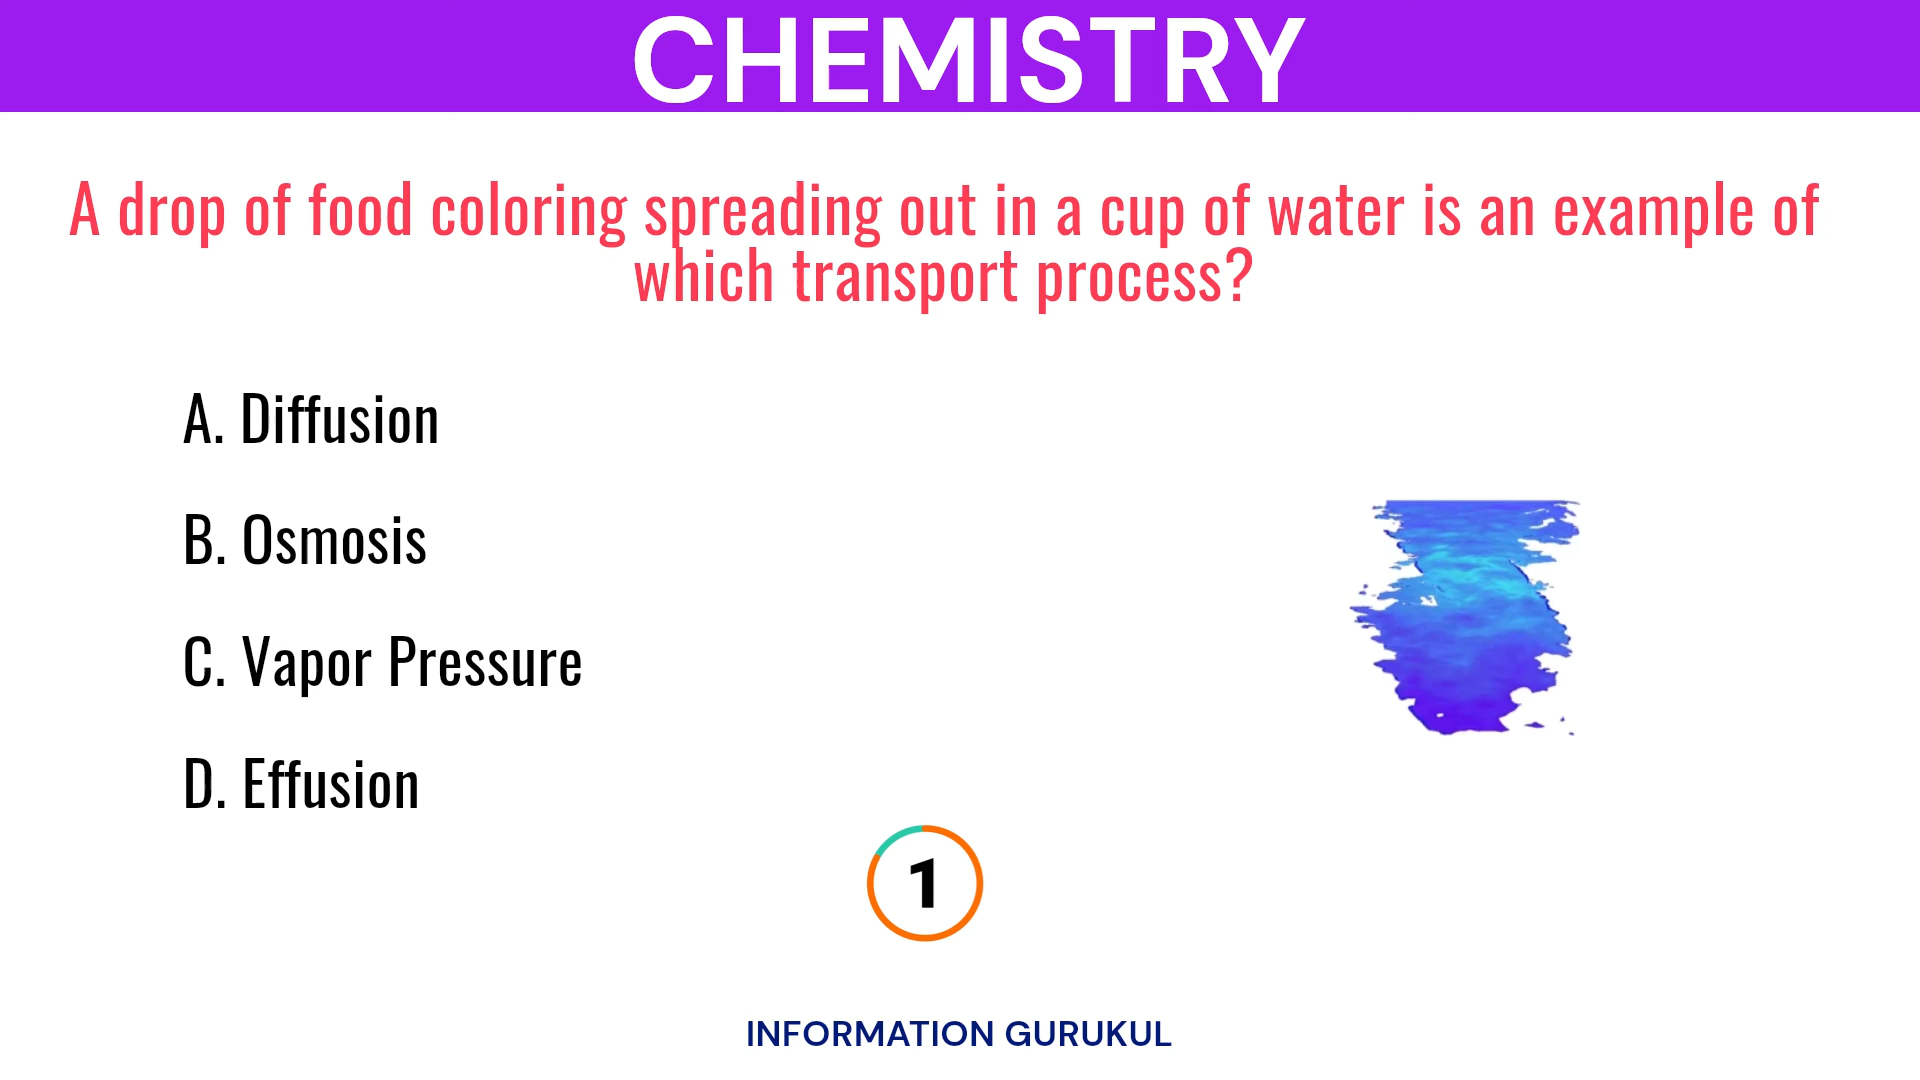 CHEMISTRY
A drop of food coloring spreading out in a cup of water is an example of
which transport process?
A. Diffusion
B. Osmosis
C. Vapor Pressure
D. Effusion
1
INFORMATION GURUKUL